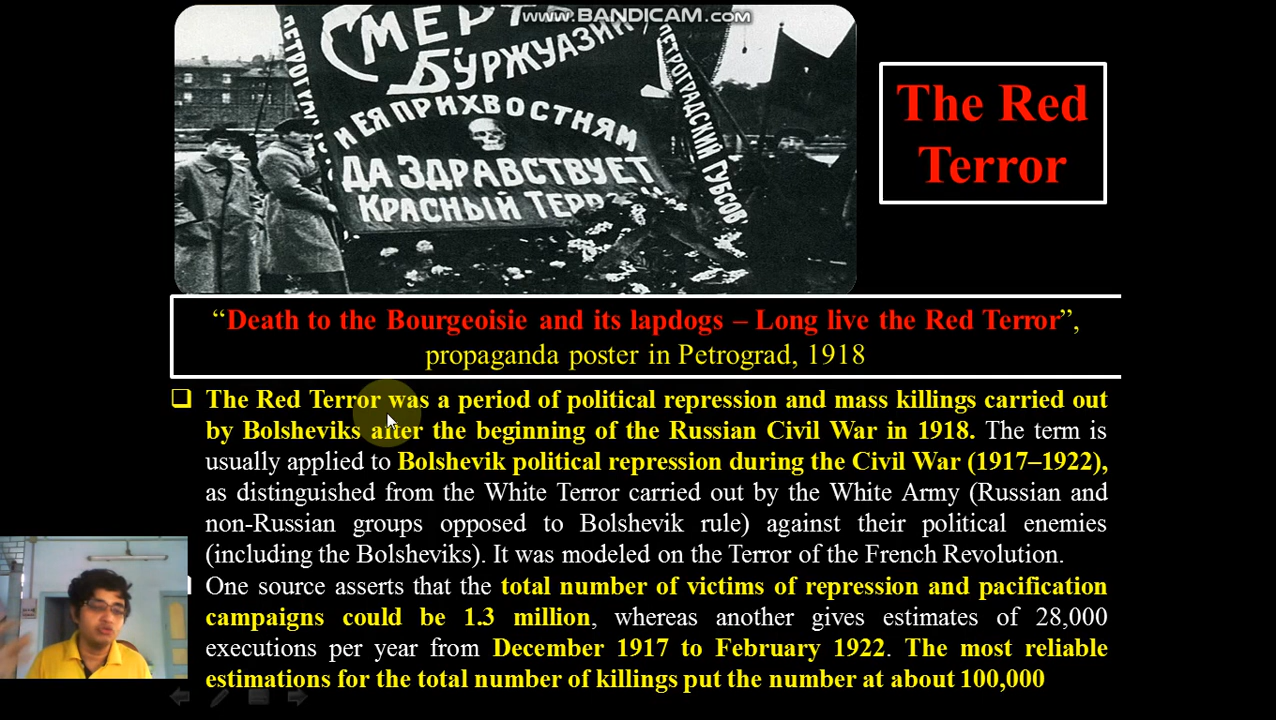 www.BANDICAM.com
СМЕРТЬ
БУРЖУАЗИИ
И ЕЯ ПРИХВОСТНЯМ
ДА ЗДРАВСТВУЕТ
КРАСНЫЙ ТЕРР
ПЕТРОГРАДСКИЙ ГУБСОВ
The Red
Terror
“Death to the Bourgeoisie and its lapdogs – Long live the Red Terror”,
propaganda poster in Petrograd, 1918
The Red Terror was a period of political repression and mass killings carried out
by Bolsheviks after the beginning of the Russian Civil War in 1918. The term is
usually applied to Bolshevik political repression during the Civil War (1917–1922),
as distinguished from the White Terror carried out by the White Army (Russian and
non-Russian groups opposed to Bolshevik rule) against their political enemies
(including the Bolsheviks). It was modeled on the Terror of the French Revolution.
One source asserts that the total number of victims of repression and pacification
campaigns could be 1.3 million, whereas another gives estimates of 28,000
executions per year from December 1917 to February 1922. The most reliable
estimations for the total number of killings put the number at about 100,000